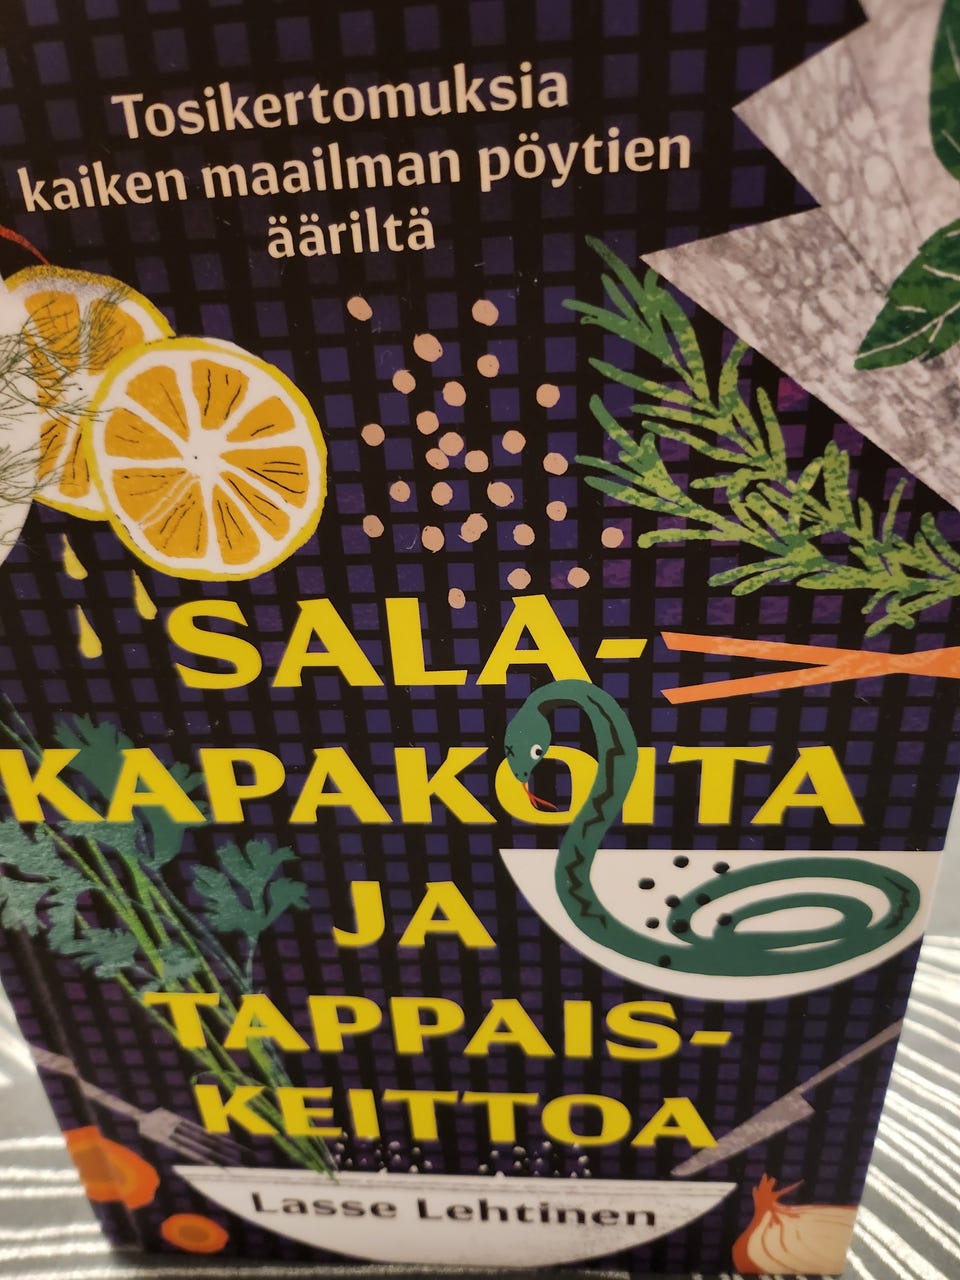 Tosikertomuksia
kaiken maailman pöytien
ääriltä
SALA-
KAPAKOITA
JA
TAPPAIS-
KEITTOA
Lasse Lehtinen